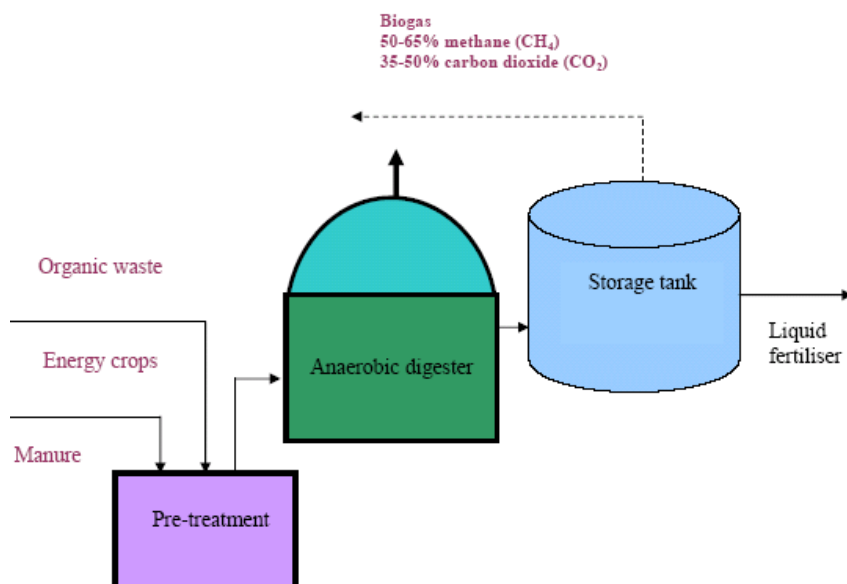 Biogas
50-65% methane (CH₄)
35-50% carbon dioxide (CO₂)
Organic waste
Energy crops
Manure
Pre-treatment
Anaerobic digester
Storage tank
Liquid
fertiliser